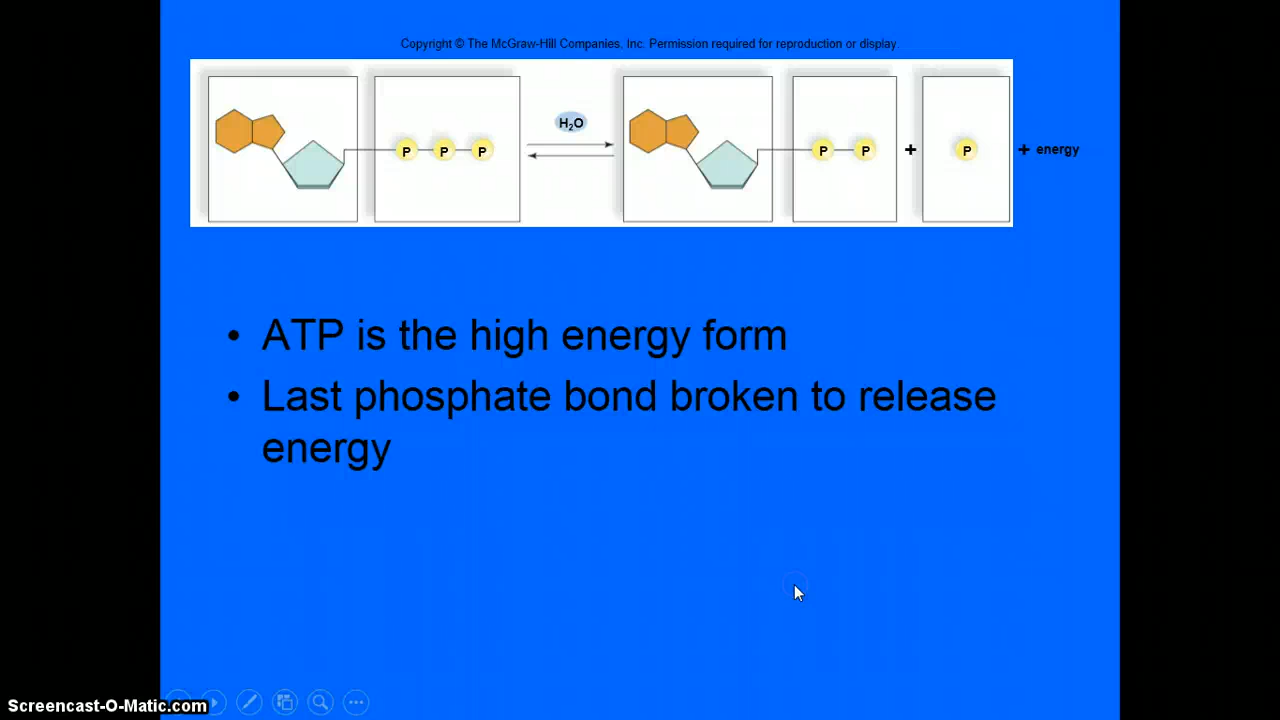 Copyright © The McGraw-Hill Companies, Inc. Permission required for reproduction or display.
H₂O
P P P P P + P + energy
• ATP is the high energy form
• Last phosphate bond broken to release
energy
Screencast-O-Matic.com